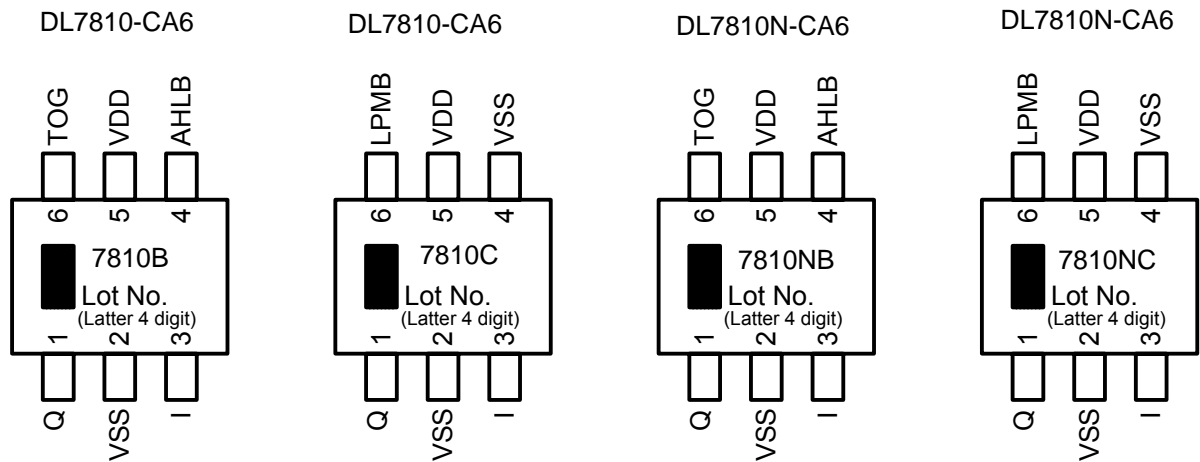 DL7810-CA6
TOG VDD AHLB
6 5 4
7810B
Lot No.
(Latter 4 digit)
1 2 3
Q VSS I
DL7810-CA6
LPMB VDD VSS
6 5 4
7810C
Lot No.
(Latter 4 digit)
1 2 3
Q VSS I
DL7810N-CA6
TOG VDD AHLB
6 5 4
7810NB
Lot No.
(Latter 4 digit)
1 2 3
Q VSS I
DL7810N-CA6
LPMB VDD VSS
6 5 4
7810NC
Lot No.
(Latter 4 digit)
1 2 3
Q VSS I